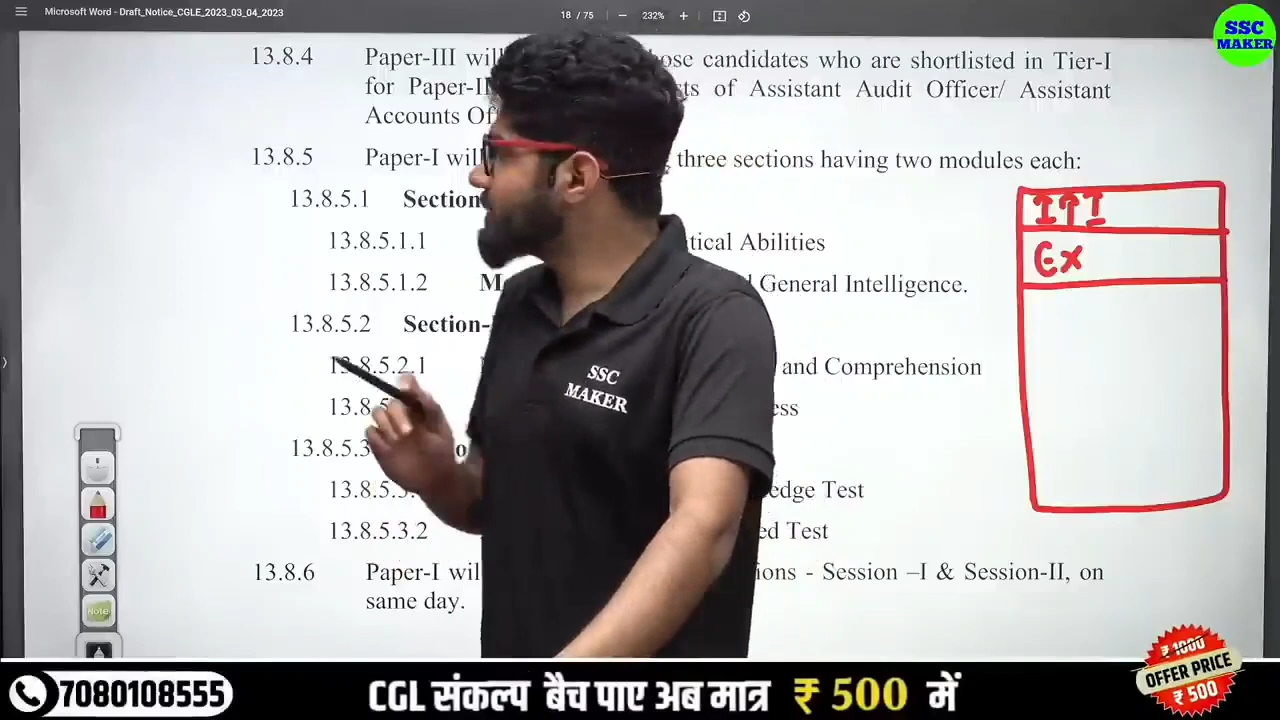 Microsoft Word - Draft_Notice_CGLE_2023_03_04_2023
18 / 75
232%
SSC
MAKER
13.8.4 Paper-III will ose candidates who are shortlisted in Tier-I
for Paper-II sts of Assistant Audit Officer/ Assistant
Accounts Of
13.8.5 Paper-I will three sections having two modules each:
13.8.5.1 Section
13.8.5.1.1 tical Abilities
13.8.5.1.2 M General Intelligence.
13.8.5.2 Section-
13.8.5.2.1 and Comprehension
13.8.5 ess
13.8.5.3
13.8.5.3. edge Test
13.8.5.3.2 ed Test
13.8.6 Paper-I wil ions - Session –I & Session-II, on
same day.
Ex
SSC
MAKER
Note
7080108555
CGL संकल्प बैच पाए अब मात्र ₹ 500 में
₹ 1000
OFFER PRICE
₹ 500